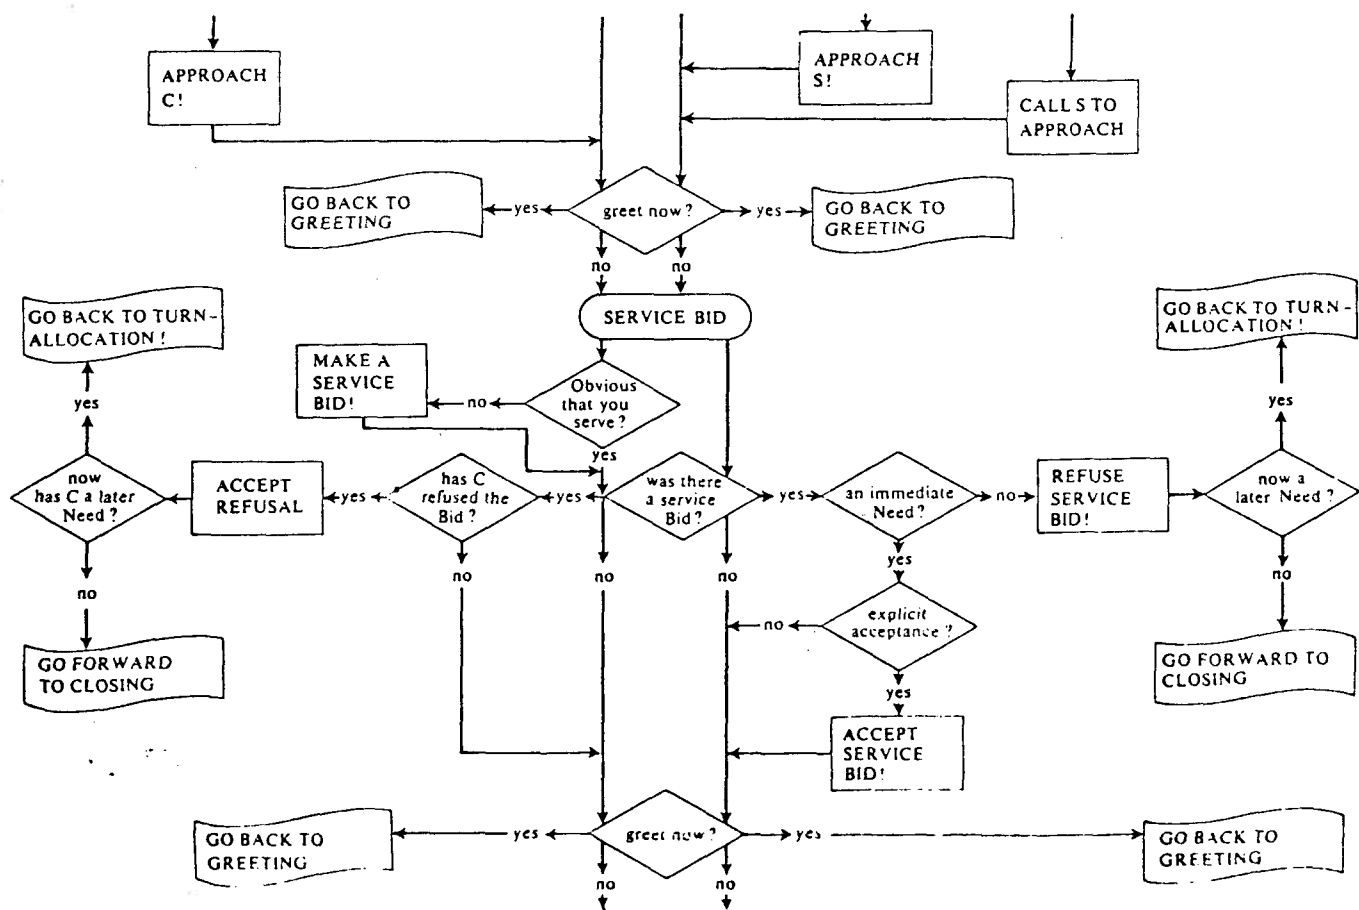 APPROACH
C!
APPROACH
S!
CALLS TO
APPROACH
GO BACK TO
GREETING
yes
greet now?
yes
GO BACK TO
GREETING
no
no
GO BACK TO TURN-
ALLOCATION!
SERVICE BID
GO BACK TO TURN-
ALLOCATION!
MAKE A
SERVICE
BID!
no
Obvious
that you
serve?
yes
yes
yes
now
has C a later
Need?
ACCEPT
REFUSAL
yes
has C
refused the
Bid?
yes
was there
a service
Bid?
yes
an immediate
Need?
no
REFUSE
SERVICE
BID!
now a
later Need?
no
no
no
no
yes
no
no
explicit
acceptance?
GO FORWARD
TO CLOSING
GO FORWARD TO
CLOSING
yes
ACCEPT
SERVICE
BID!
GO BACK TO
GREETING
yes
greet now?
yes
GO BACK TO
GREETING
no
no